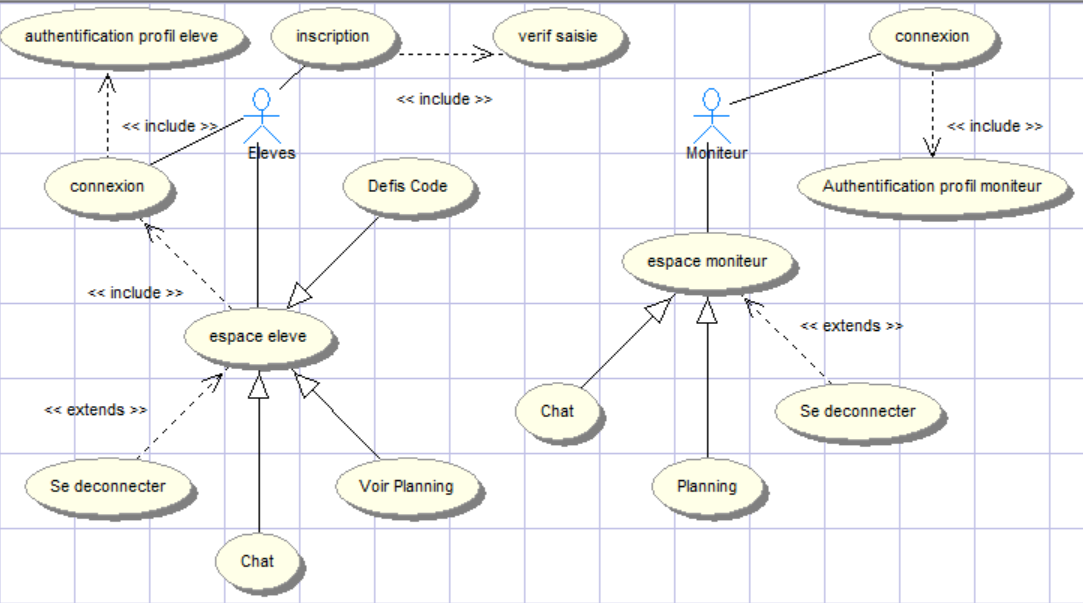 authentification profil eleve
inscription
verif saisie
connexion
<< include >>
<< include >>
<< include >>
Eleves
Moniteur
connexion
Defis Code
Authentification profil moniteur
espace moniteur
<< include >>
<< extends >>
espace eleve
<< extends >>
Chat
Se deconnecter
Se deconnecter
Voir Planning
Planning
Chat